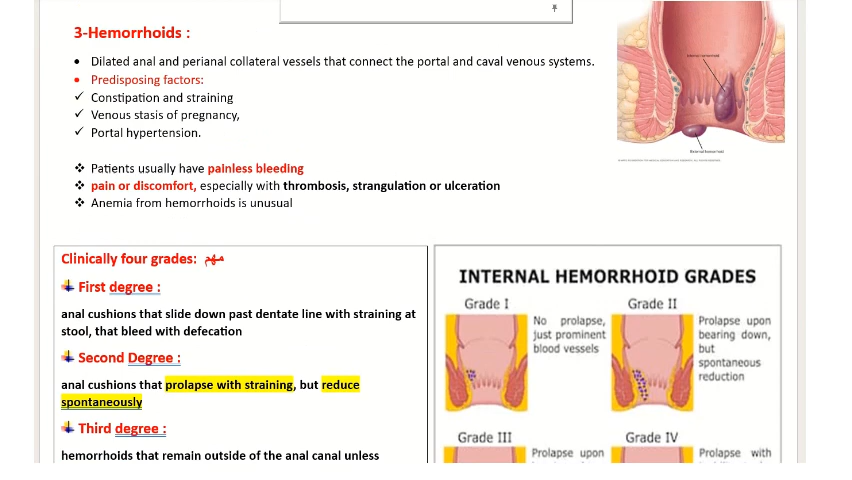 3-Hemorrhoids :
• Dilated anal and perianal collateral vessels that connect the portal and caval venous systems.
• Predisposing factors:
✓ Constipation and straining
✓ Venous stasis of pregnancy,
✓ Portal hypertension.
❖ Patients usually have painless bleeding
❖ pain or discomfort, especially with thrombosis, strangulation or ulceration
❖ Anemia from hemorrhoids is unusual
Internal hemorrhoid
External hemorrhoid
Clinically four grades: مهم
First degree :
anal cushions that slide down past dentate line with straining at
stool, that bleed with defecation
Second Degree :
anal cushions that prolapse with straining, but reduce
spontaneously
Third degree :
hemorrhoids that remain outside of the anal canal unless
INTERNAL HEMORRHOID GRADES
Grade I
No prolapse,
just prominent
blood vessels
Grade II
Prolapse upon
bearing down,
but
spontaneous
reduction
Grade III
Prolapse upon
Grade IV
Prolapse with